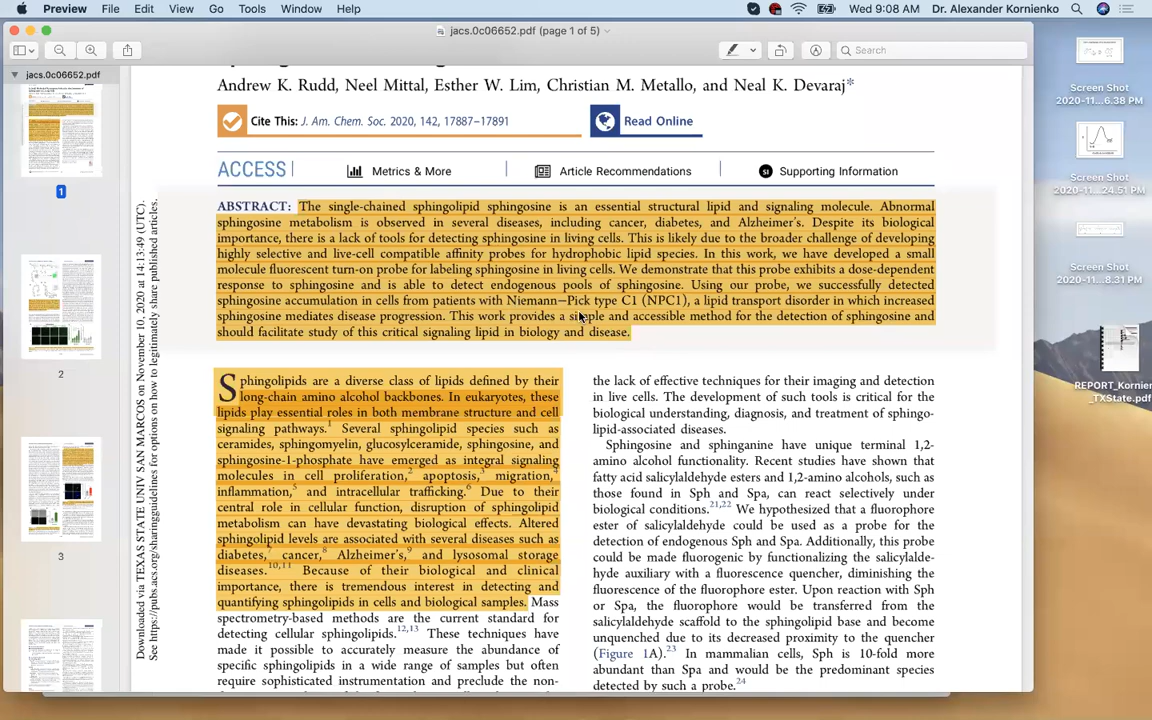 Preview File Edit View Go Tools Window Help Wed 9:08 AM Dr. Alexander Kornienko
jacs.0c06652.pdf (page 1 of 5)
Search
jacs.0c06652.pdf
1
2
3
Downloaded via TEXAS STATE UNIV SAN MARCOS on November 10, 2020 at 14:13:49 (UTC).
See https://pubs.acs.org/sharingguidelines for options on how to legitimately share published articles.
Andrew K. Rudd, Neel Mittal, Esther W. Lim, Christian M. Metallo, and Neal K. Devaraj*
Cite This: J. Am. Chem. Soc. 2020, 142, 17887−17891
Read Online
ACCESS
Metrics & More
Article Recommendations
SI Supporting Information
ABSTRACT: The single-chained sphingolipid sphingosine is an essential structural lipid and signaling molecule. Abnormal
sphingosine metabolism is observed in several diseases, including cancer, diabetes, and Alzheimer's. Despite its biological
importance, there is a lack of tools for detecting sphingosine in living cells. This is likely due to the broader challenge of developing
highly selective and live-cell compatible affinity probes for hydrophobic lipid species. In this work, we have developed a small
molecule fluorescent turn-on probe for labeling sphingosine in living cells. We demonstrate that this probe exhibits a dose-dependent
response to sphingosine and is able to detect endogenous pools of sphingosine. Using our probe, we successfully detected
sphingosine accumulation in cells from patients with Niemann−Pick type C1 (NPC1), a lipid transport disorder in which increased
sphingosine mediates disease progression. This work provides a simple and accessible method for the detection of sphingosine and
should facilitate study of this critical signaling lipid in biology and disease.
Sphingolipids are a diverse class of lipids defined by their
long-chain amino alcohol backbones. In eukaryotes, these
lipids play essential roles in both membrane structure and cell
signaling pathways.1 Several sphingolipid species such as
ceramides, sphingomyelin, glucosylceramide, sphingosine, and
sphingosine-1-phosphate have emerged as integral signaling
molecules in cell proliferation,2 apoptosis,3 migration,4
inflammation,5 and intracellular trafficking.6 Due to their
central role in cellular function, disruption of sphingolipid
metabolism can have devastating biological effects. Altered
sphingolipid levels are associated with several diseases such as
diabetes,7 cancer,8 Alzheimer's,9 and lysosomal storage
diseases.10,11 Because of their biological and clinical
importance, there is tremendous interest in detecting and
quantifying sphingolipids in cells and biological samples. Mass
spectrometry-based methods are the current standard for
detecting cellular sphingolipids.12,13 These techniques have
made it possible to accurately measure the abundance of
specific sphingolipids in a wide range of samples but often
require sophisticated instrumentation and preclude the non-
the lack of effective techniques for their imaging and detection
in live cells. The development of such tools is critical for the
biological understanding, diagnosis, and treatment of sphingo-
lipid-associated diseases.
Sphingosine and sphinganine have unique terminal 1,2-
amino alcohol functionality. Recent studies have shown that
fatty acid salicylaldehyde esters and 1,2-amino alcohols, such as
those found in Sph and Spa, can react selectively under
biological conditions.21,22 We hypothesized that a fluorophore
ester of salicylaldehyde could be used as a probe for the
detection of endogenous Sph and Spa. Additionally, this probe
could be made fluorogenic by functionalizing the salicylalde-
hyde auxiliary with a fluorescence quencher, diminishing the
fluorescence of the fluorophore ester. Upon reaction with Sph
or Spa, the fluorophore would be transferred from the
salicylaldehyde scaffold to the sphingolipid base and become
unquenched due to its decreased proximity to the quencher
(Figure 1A).23 In mammalian cells, Sph is 10-fold more
abundant than Spa and would be the predominant species
detected by such a probe.24
Screen Shot
2020-11...6.38 PM
Screen Shot
2020-11...24.51 PM
Screen Shot
2020-11...8.31 PM
REPORT_Kornier
_TXState.pdf